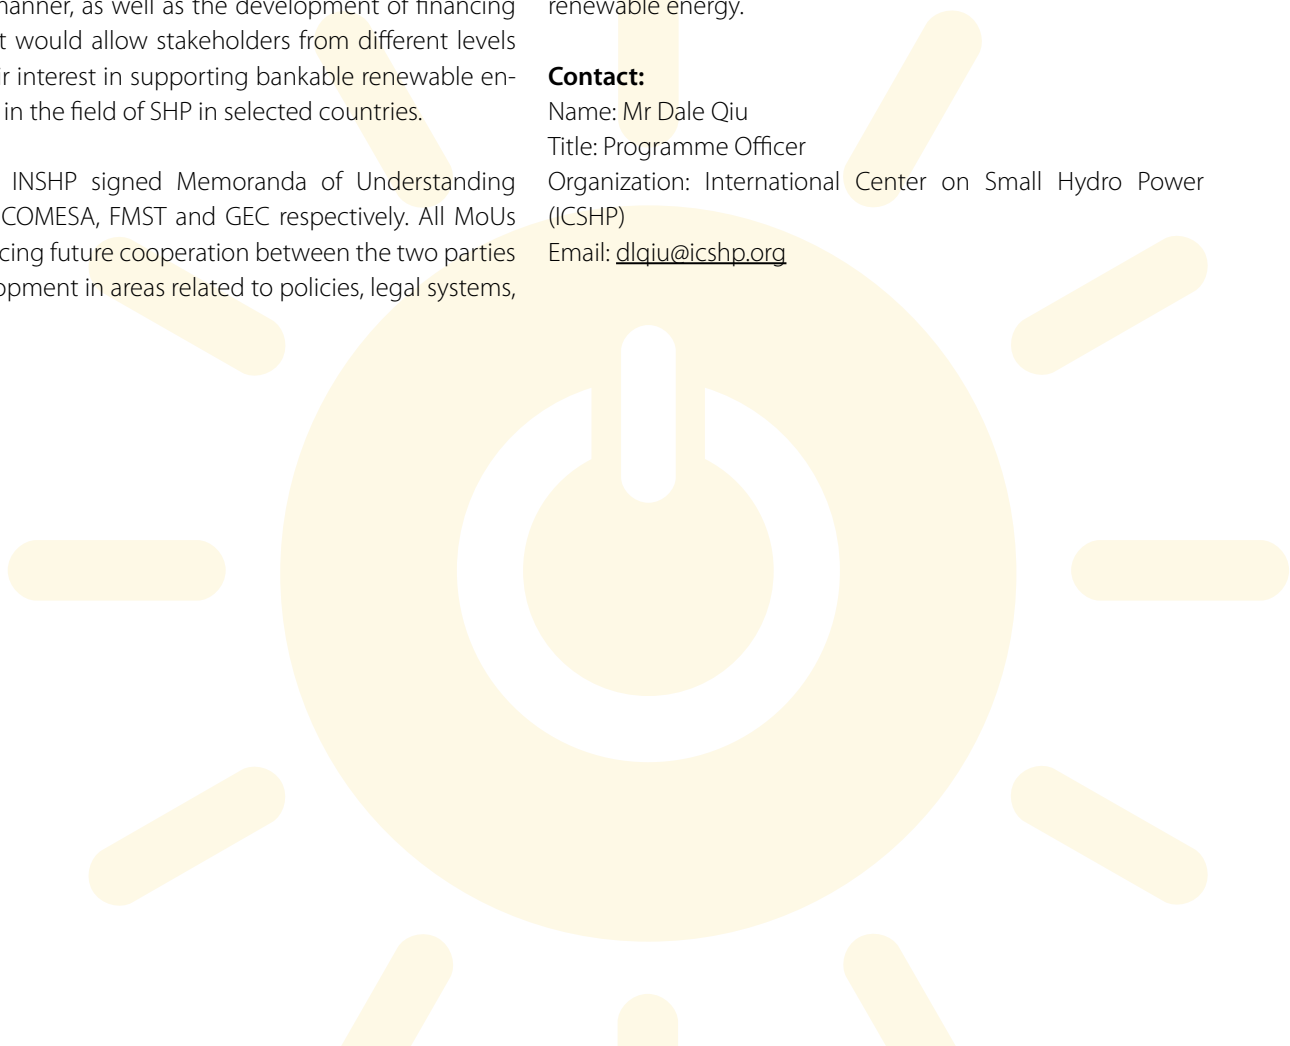 manner, as well as the development of financing
t would allow stakeholders from different levels
ir interest in supporting bankable renewable en-
in the field of SHP in selected countries.
INSHP signed Memoranda of Understanding
COMESA, FMST and GEC respectively. All MoUs
cing future cooperation between the two parties
opment in areas related to policies, legal systems,
renewable energy.
Contact:
Name: Mr Dale Qiu
Title: Programme Officer
Organization: International Center on Small Hydro Power
(ICSHP)
Email: dlqiu@icshp.org